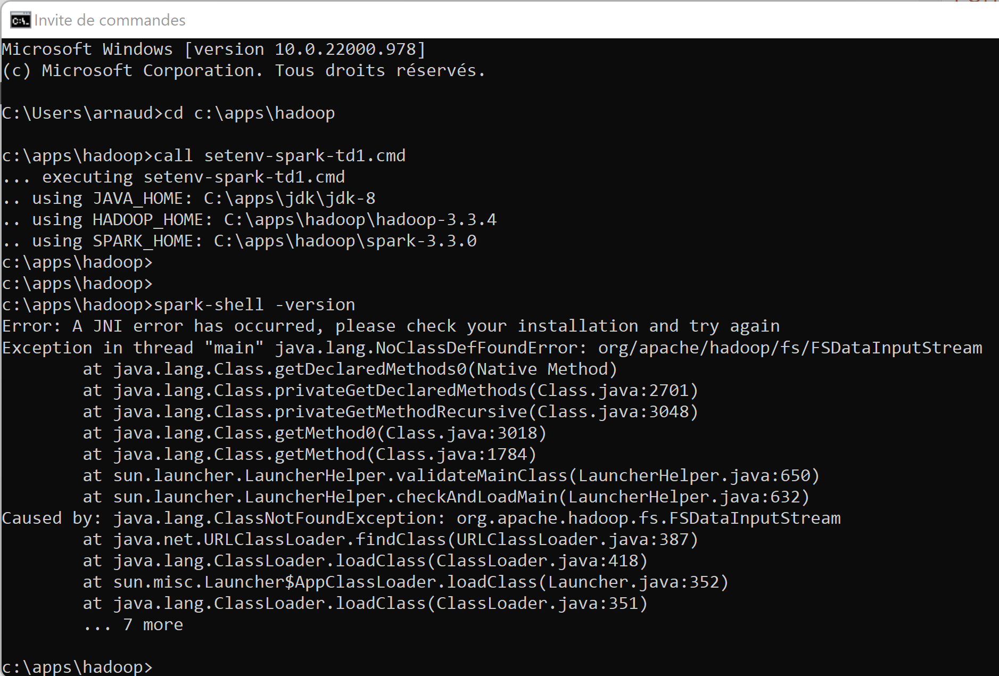 Invite de commandes
Microsoft Windows [version 10.0.22000.978]
(c) Microsoft Corporation. Tous droits réservés.
C:\Users\arnaud>cd c:\apps\hadoop
c:\apps\hadoop>call setenv-spark-td1.cmd
... executing setenv-spark-td1.cmd
.. using JAVA_HOME: C:\apps\jdk\jdk-8
.. using HADOOP_HOME: C:\apps\hadoop\hadoop-3.3.4
.. using SPARK_HOME: C:\apps\hadoop\spark-3.3.0
c:\apps\hadoop>
c:\apps\hadoop>
c:\apps\hadoop>spark-shell -version
Error: A JNI error has occurred, please check your installation and try again
Exception in thread "main" java.lang.NoClassDefFoundError: org/apache/hadoop/fs/FSDataInputStream
at java.lang.Class.getDeclaredMethods0(Native Method)
at java.lang.Class.privateGetDeclaredMethods(Class.java:2701)
at java.lang.Class.privateGetMethodRecursive(Class.java:3048)
at java.lang.Class.getMethod0(Class.java:3018)
at java.lang.Class.getMethod(Class.java:1784)
at sun.launcher.LauncherHelper.validateMainClass(LauncherHelper.java:650)
at sun.launcher.LauncherHelper.checkAndLoadMain(LauncherHelper.java:632)
Caused by: java.lang.ClassNotFoundException: org.apache.hadoop.fs.FSDataInputStream
at java.net.URLClassLoader.findClass(URLClassLoader.java:387)
at java.lang.ClassLoader.loadClass(ClassLoader.java:418)
at sun.misc.Launcher$AppClassLoader.loadClass(Launcher.java:352)
at java.lang.ClassLoader.loadClass(ClassLoader.java:351)
... 7 more
c:\apps\hadoop>